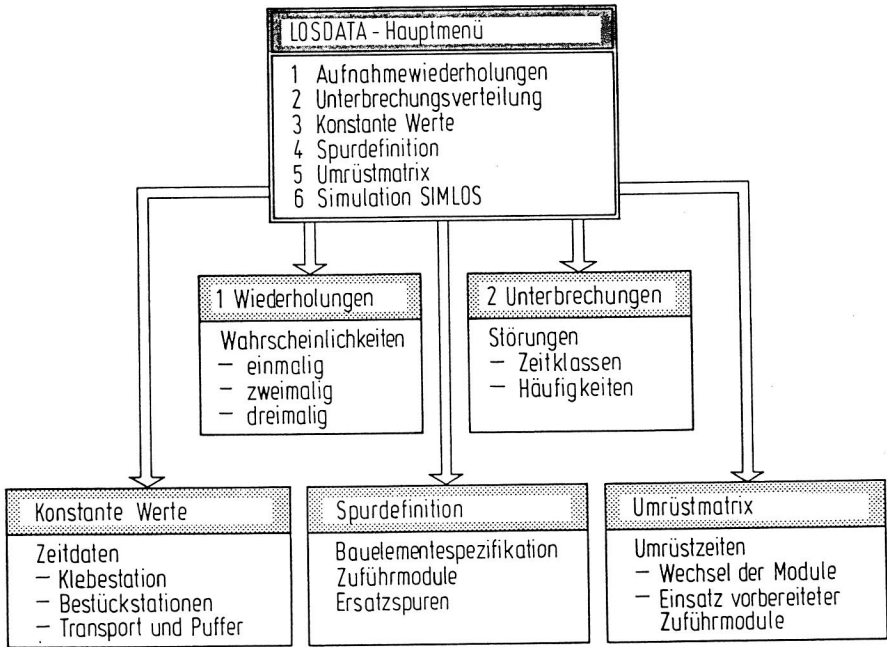 LOSDATA - Hauptmenü
1 Aufnahmewiederholungen
2 Unterbrechungsverteilung
3 Konstante Werte
4 Spurdefinition
5 Umrüstmatrix
6 Simulation SIMLOS
1 Wiederholungen
Wahrscheinlichkeiten
— einmalig
— zweimalig
— dreimalig
2 Unterbrechungen
Störungen
— Zeitklassen
— Häufigkeiten
Konstante Werte
Zeitdaten
— Klebestation
— Bestückstationen
— Transport und Puffer
Spurdefinition
Bauelementespezifikation
Zuführmodule
Ersatzspuren
Umrüstmatrix
Umrüstzeiten
— Wechsel der Module
— Einsatz vorbereiteter
Zuführmodule